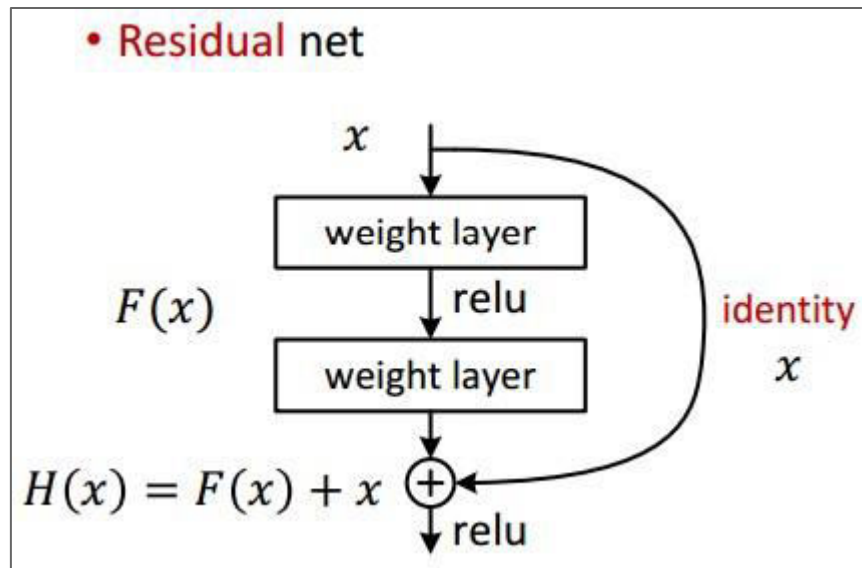 • Residual net
x
weight layer
relu
F(x)
identity
x
weight layer
H(x) = F(x) + x
+
relu